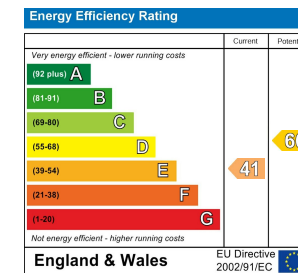 Energy Efficiency Rating
Current
Very energy efficient - lower running costs
(92 plus) A
(81-91) B
(69-80) C
(55-68) D
(39-54) E
41
(21-38) F
(1-20) G
Not energy efficient - higher running costs
England & Wales
EU Directive
2002/91/EC